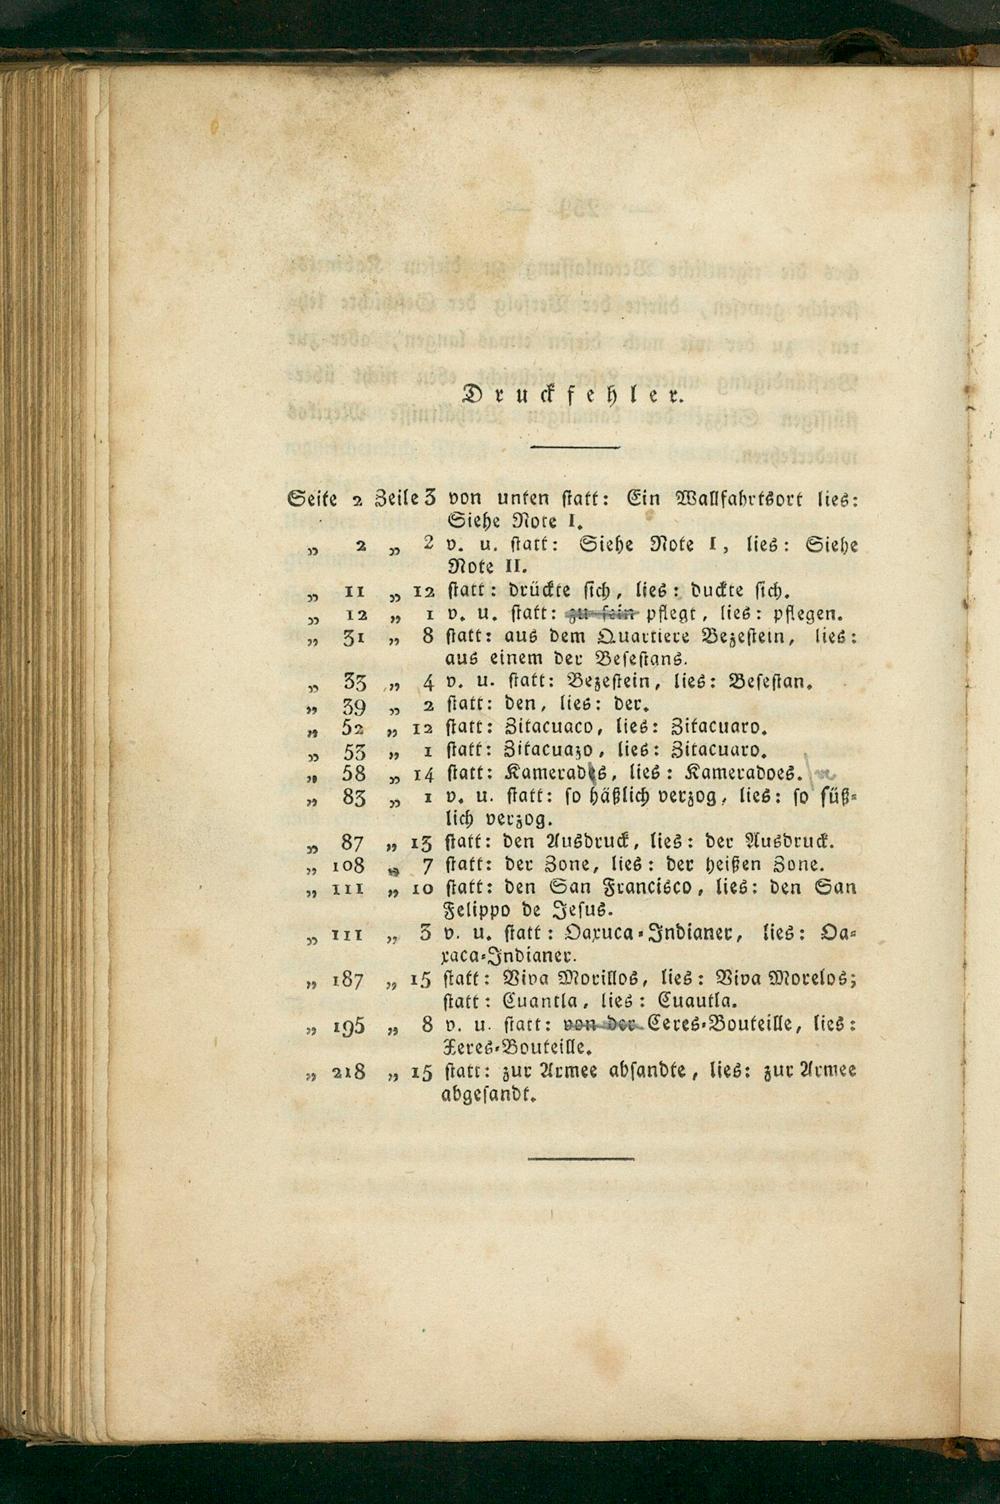 Druckfehler.
Seite 2 Zeile 3 von unten statt: Ein Wallfahrtsort lies:
Siehe Note I.
„ 2 „ 2 v. u. statt: Siehe Note I, lies: Siehe
Note II.
„ 11 „ 12 statt: drückte sich, lies: duckte sich.
„ 12 „ 1 v. u. statt: zu sein pflegt, lies: pflegen.
„ 31 „ 8 statt: aus dem Quartiere Bezestein, lies:
aus einem der Besestans.
„ 33 „ 4 v. u. statt: Bezestein, lies: Besestan.
„ 39 „ 2 statt: den, lies: der.
„ 52 „ 12 statt: Zitacuaco, lies: Zitacuaro.
„ 53 „ 1 statt: Zitacuazo, lies: Zitacuaro.
„ 58 „ 14 statt: Kamerades, lies: Kameradoes.
„ 83 „ 1 v. u. statt: so häßlich verzog, lies: so süß-
lich verzog.
„ 87 „ 13 statt: den Ausdruck, lies: der Ausdruck.
„ 108 „ 7 statt: der Zone, lies: der heißen Zone.
„ 111 „ 10 statt: den San Francisco, lies: den San
Felippo de Jesus.
„ 111 „ 3 v. u. statt: Oaxuca-Indianer, lies: Oa-
xaca-Indianer.
„ 187 „ 15 statt: Viva Morillos, lies: Viva Morelos;
statt: Cuantla, lies: Cuautla.
„ 195 „ 8 v. u. statt: von der Ceres-Bouteille, lies:
Xeres-Bouteille.
„ 218 „ 15 statt: zur Armee absandte, lies: zur Armee
abgesandt.